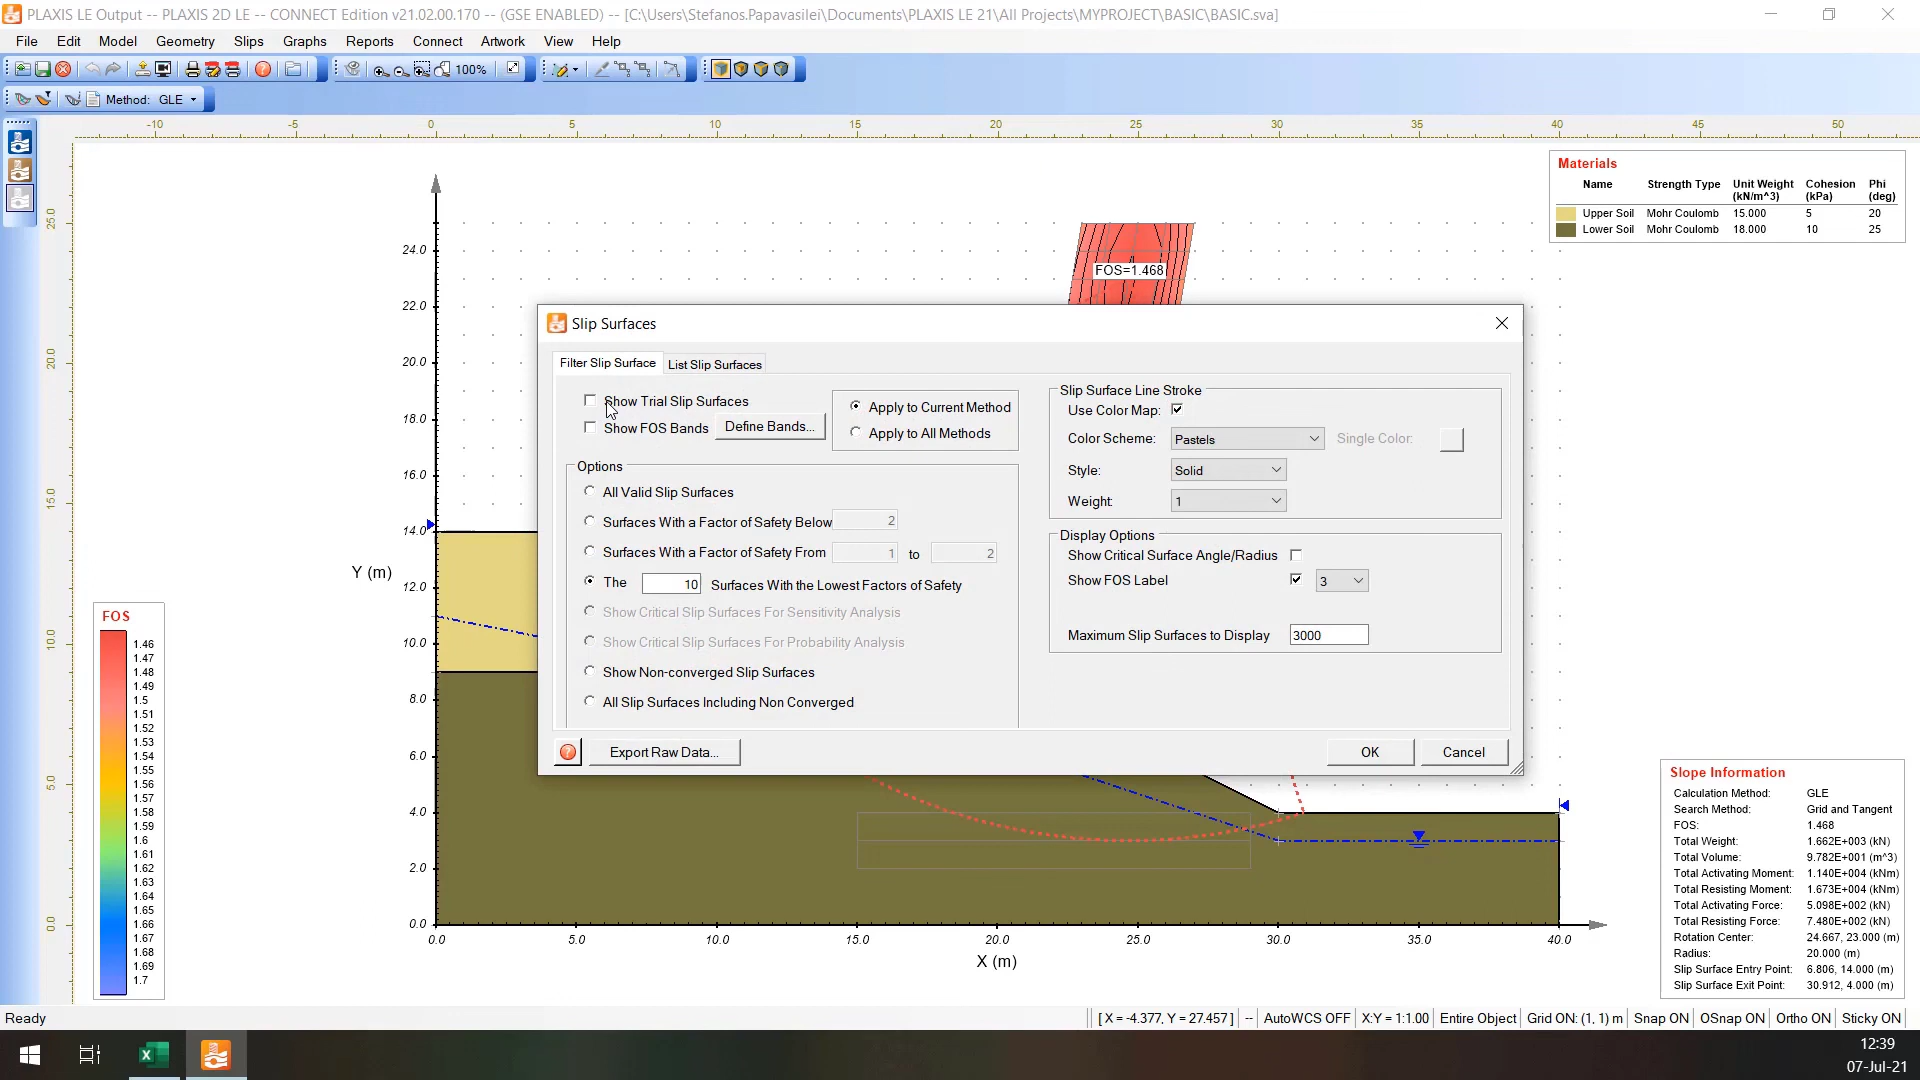 PLAXIS LE Output -- PLAXIS 2D LE -- CONNECT Edition v21.02.00.170 -- (GSE ENABLED) -- [C:\Users\Stefanos.Papavasilei\Documents\PLAXIS LE 21\All Projects\MYPROJECT\BASIC\BASIC.sva]
File Edit Model Geometry Slips Graphs Reports Connect Artwork View Help
100%
Method: GLE
-10 -5 0 5 10 15 20 25 30 35 40 45 50
25.0
20.0
15.0
10.0
5.0
0.0
24.0
22.0
20.0
18.0
16.0
14.0
12.0
10.0
8.0
6.0
4.0
2.0
0.0
Y (m)
0.0 5.0 10.0 15.0 20.0 25.0 30.0 35.0 40.0
X (m)
FOS=1.468
Materials
Name Strength Type Unit Weight (kN/m^3) Cohesion (kPa) Phi (deg)
Upper Soil Mohr Coulomb 15.000 5 20
Lower Soil Mohr Coulomb 18.000 10 25
FOS
1.46
1.47
1.48
1.49
1.5
1.51
1.52
1.53
1.54
1.55
1.56
1.57
1.58
1.59
1.6
1.61
1.62
1.63
1.64
1.65
1.66
1.67
1.68
1.69
1.7
Slip Surfaces
Filter Slip Surface List Slip Surfaces
Show Trial Slip Surfaces
Show FOS Bands Define Bands...
Apply to Current Method
Apply to All Methods
Options
All Valid Slip Surfaces
Surfaces With a Factor of Safety Below 2
Surfaces With a Factor of Safety From 1 to 2
The 10 Surfaces With the Lowest Factors of Safety
Show Critical Slip Surfaces For Sensitivity Analysis
Show Critical Slip Surfaces For Probability Analysis
Show Non-converged Slip Surfaces
All Slip Surfaces Including Non Converged
Slip Surface Line Stroke
Use Color Map:
Color Scheme: Pastels Single Color:
Style: Solid
Weight: 1
Display Options
Show Critical Surface Angle/Radius
Show FOS Label 3
Maximum Slip Surfaces to Display 3000
Export Raw Data... OK Cancel
Slope Information
Calculation Method: GLE
Search Method: Grid and Tangent
FOS: 1.468
Total Weight: 1.662E+003 (kN)
Total Volume: 9.782E+001 (m^3)
Total Activating Moment: 1.140E+004 (kNm)
Total Resisting Moment: 1.673E+004 (kNm)
Total Activating Force: 5.098E+002 (kN)
Total Resisting Force: 7.480E+002 (kN)
Rotation Center: 24.667, 23.000 (m)
Radius: 20.000 (m)
Slip Surface Entry Point: 6.806, 14.000 (m)
Slip Surface Exit Point: 30.912, 4.000 (m)
Ready [ X = -4.377, Y = 27.457 ] -- AutoWCS OFF X:Y = 1:1.00 Entire Object Grid ON: (1, 1) m Snap ON OSnap ON Ortho ON Sticky ON
12:39
07-Jul-21